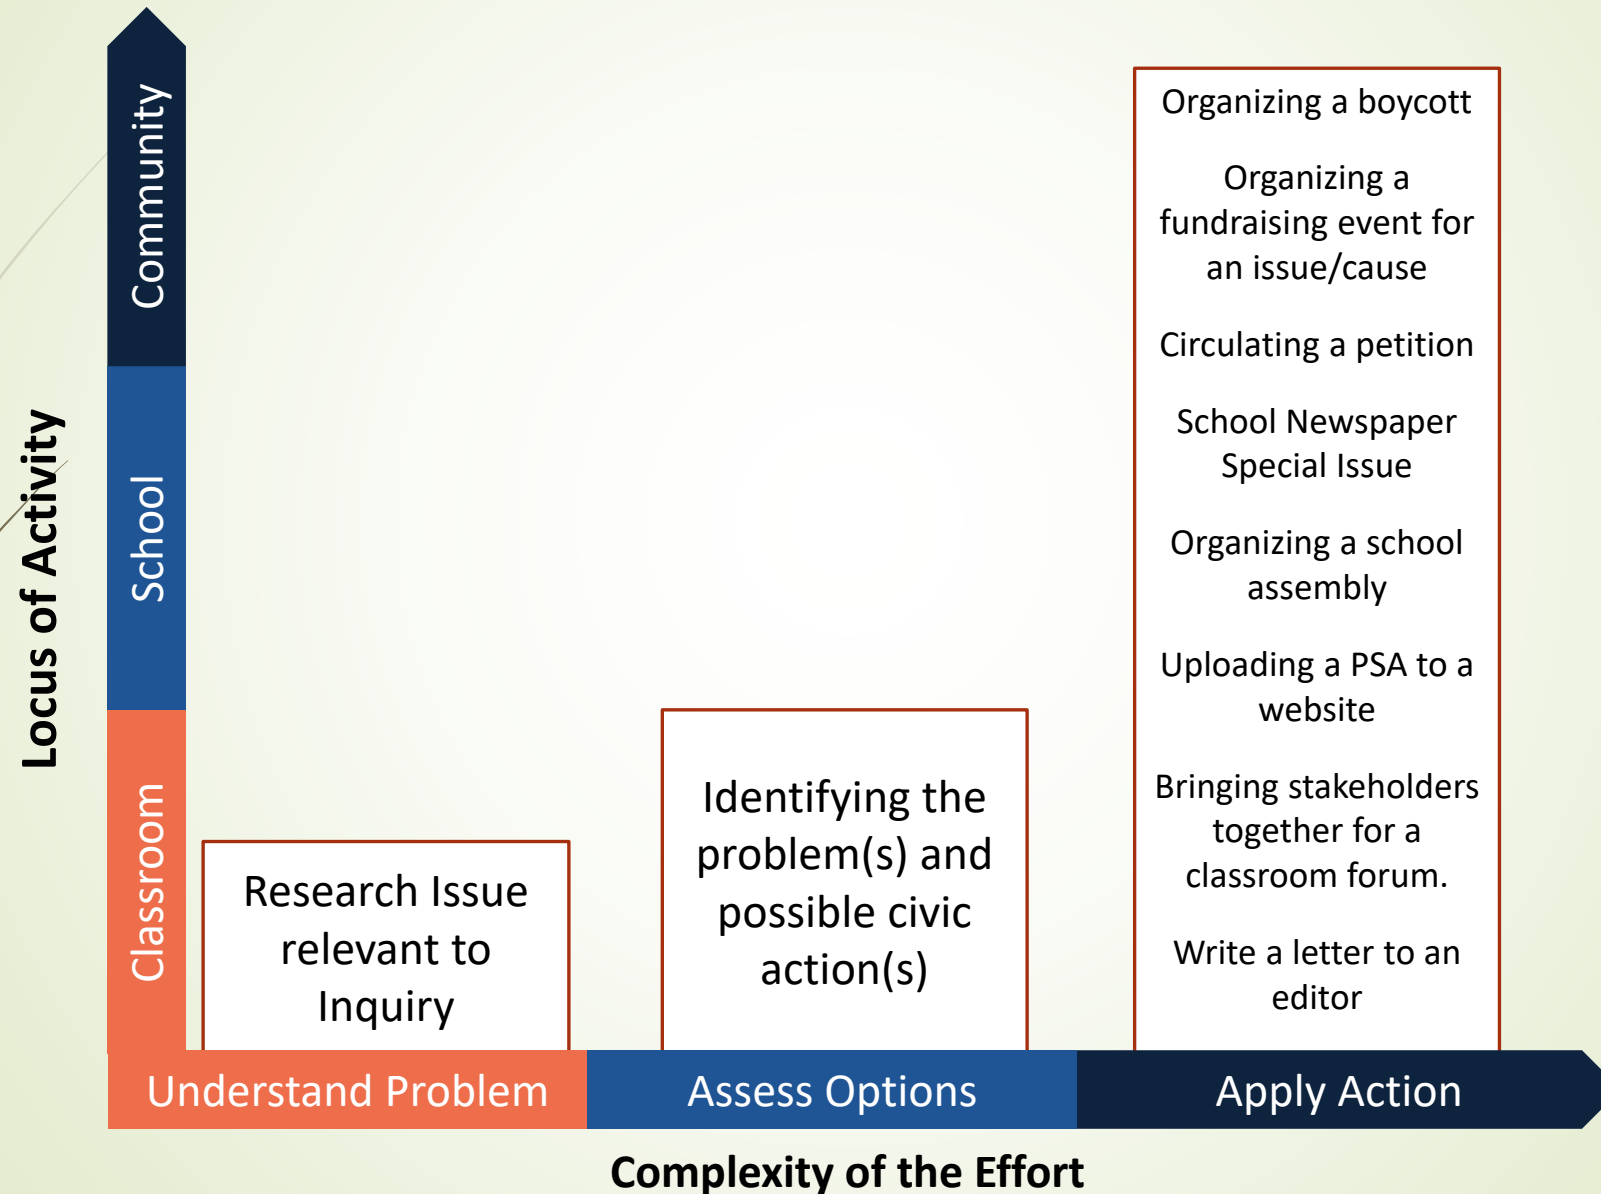 Locus of Activity
Community
School
Classroom
Research Issue
relevant to
Inquiry
Identifying the
problem(s) and
possible civic
action(s)
Organizing a boycott
Organizing a
fundraising event for
an issue/cause
Circulating a petition
School Newspaper
Special Issue
Organizing a school
assembly
Uploading a PSA to a
website
Bringing stakeholders
together for a
classroom forum.
Write a letter to an
editor
Understand Problem
Assess Options
Apply Action
Complexity of the Effort